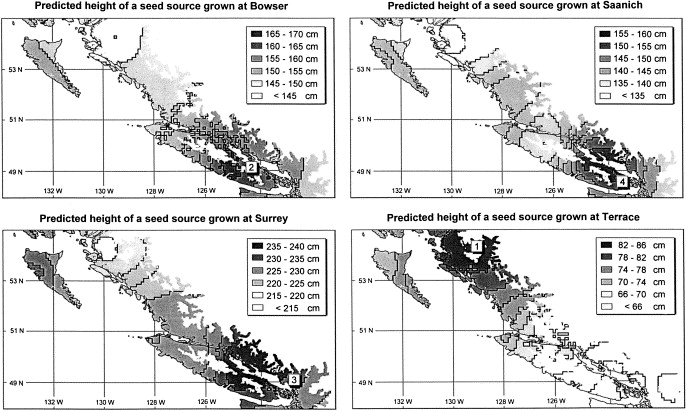 Predicted height of a seed source grown at Bowser
165 - 170 cm
160 - 165 cm
155 - 160 cm
150 - 155 cm
145 - 150 cm
< 145 cm
53 N
51 N
49 N
2
132 W 130 128 126 124
Predicted height of a seed source grown at Saanich
155 - 160 cm
150 - 155 cm
145 - 150 cm
140 - 145 cm
135 - 140 cm
< 135 cm
53 N
51 N
49 N
4
132 W 130 128 126 124
Predicted height of a seed source grown at Surrey
235 - 240 cm
230 - 235 cm
225 - 230 cm
220 - 225 cm
215 - 220 cm
< 215 cm
53 N
51 N
49 N
3
132 W 130 128 126 124
Predicted height of a seed source grown at Terrace
1
82 - 86 cm
78 - 82 cm
74 - 78 cm
70 - 74 cm
66 - 70 cm
< 66 cm
53 N
51 N
49 N
132 W 130 128 126 124